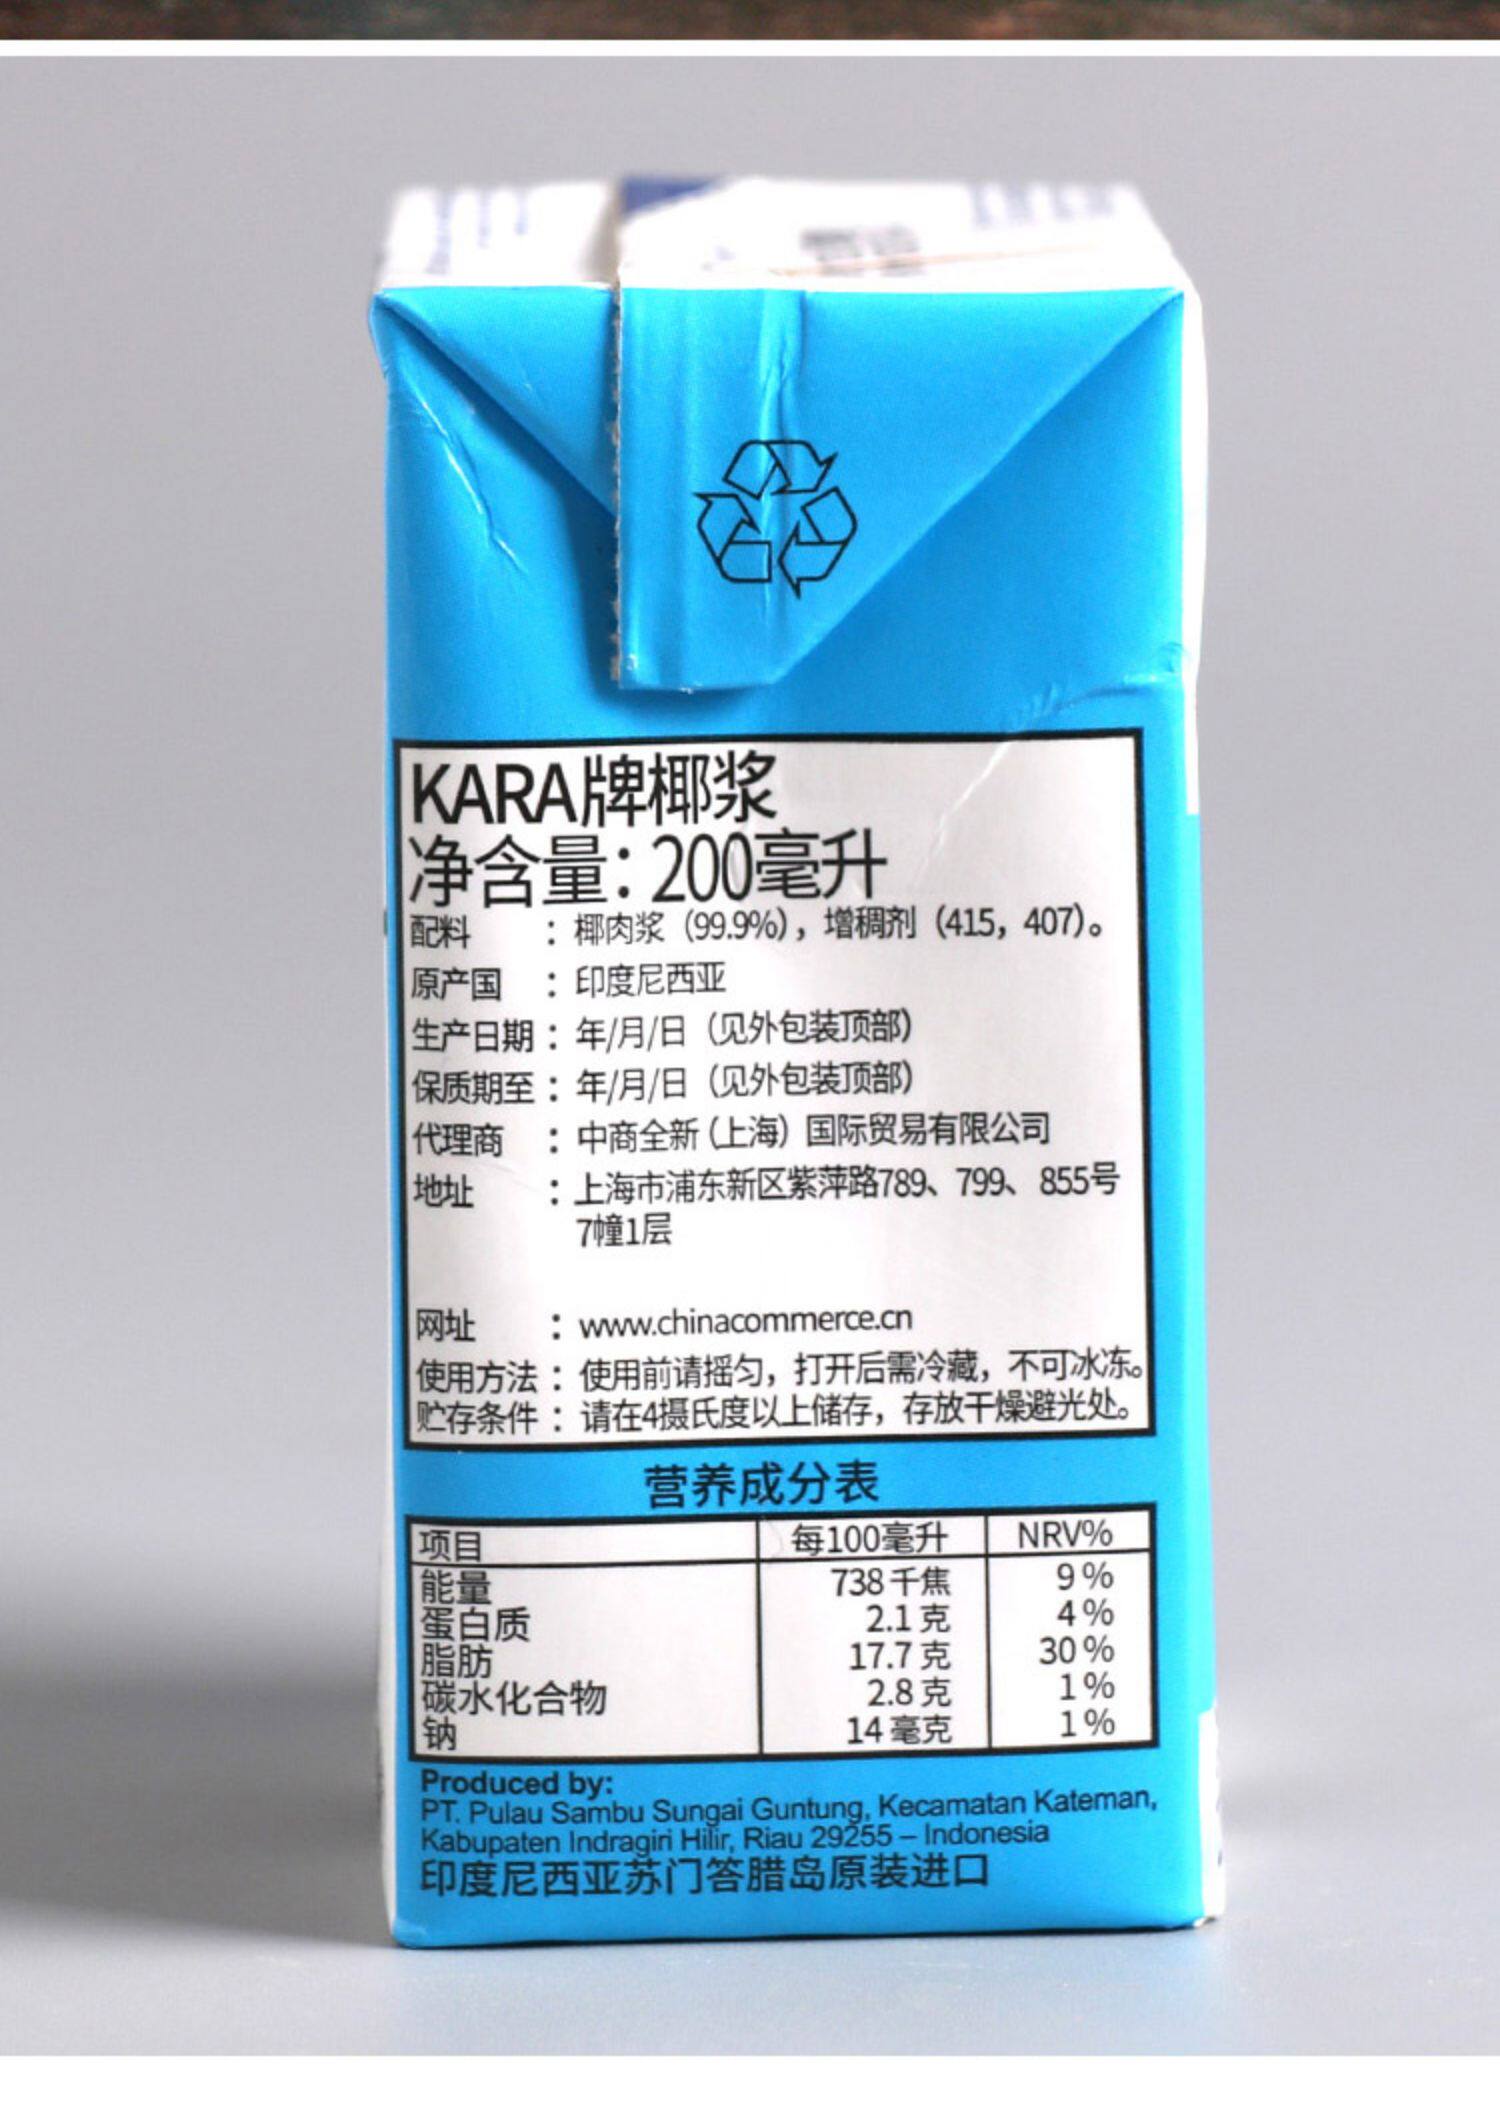 KARA牌椰浆
净含量：200毫升
配料 ：椰肉浆（99.9%），增稠剂（415，407）。
原产国 ：印度尼西亚
生产日期：年/月/日（见外包装顶部）
保质期至：年/月/日（见外包装顶部）
代理商 ：中商全新（上海）国际贸易有限公司
地址 ：上海市浦东新区紫萍路789、799、855号
7幢1层
网址 ：www.chinacommerce.cn
使用方法：使用前请摇匀，打开后需冷藏，不可冰冻。
贮存条件：请在4摄氏度以上储存，存放干燥避光处。
营养成分表
项目 每100毫升 NRV%
能量 738千焦 9%
蛋白质 2.1克 4%
脂肪 17.7克 30%
碳水化合物 2.8克 1%
钠 14毫克 1%
Produced by:
PT. Pulau Sambu Sungai Guntung, Kecamatan Kateman,
Kabupaten Indragiri Hilir, Riau 29255 – Indonesia
印度尼西亚苏门答腊岛原装进口